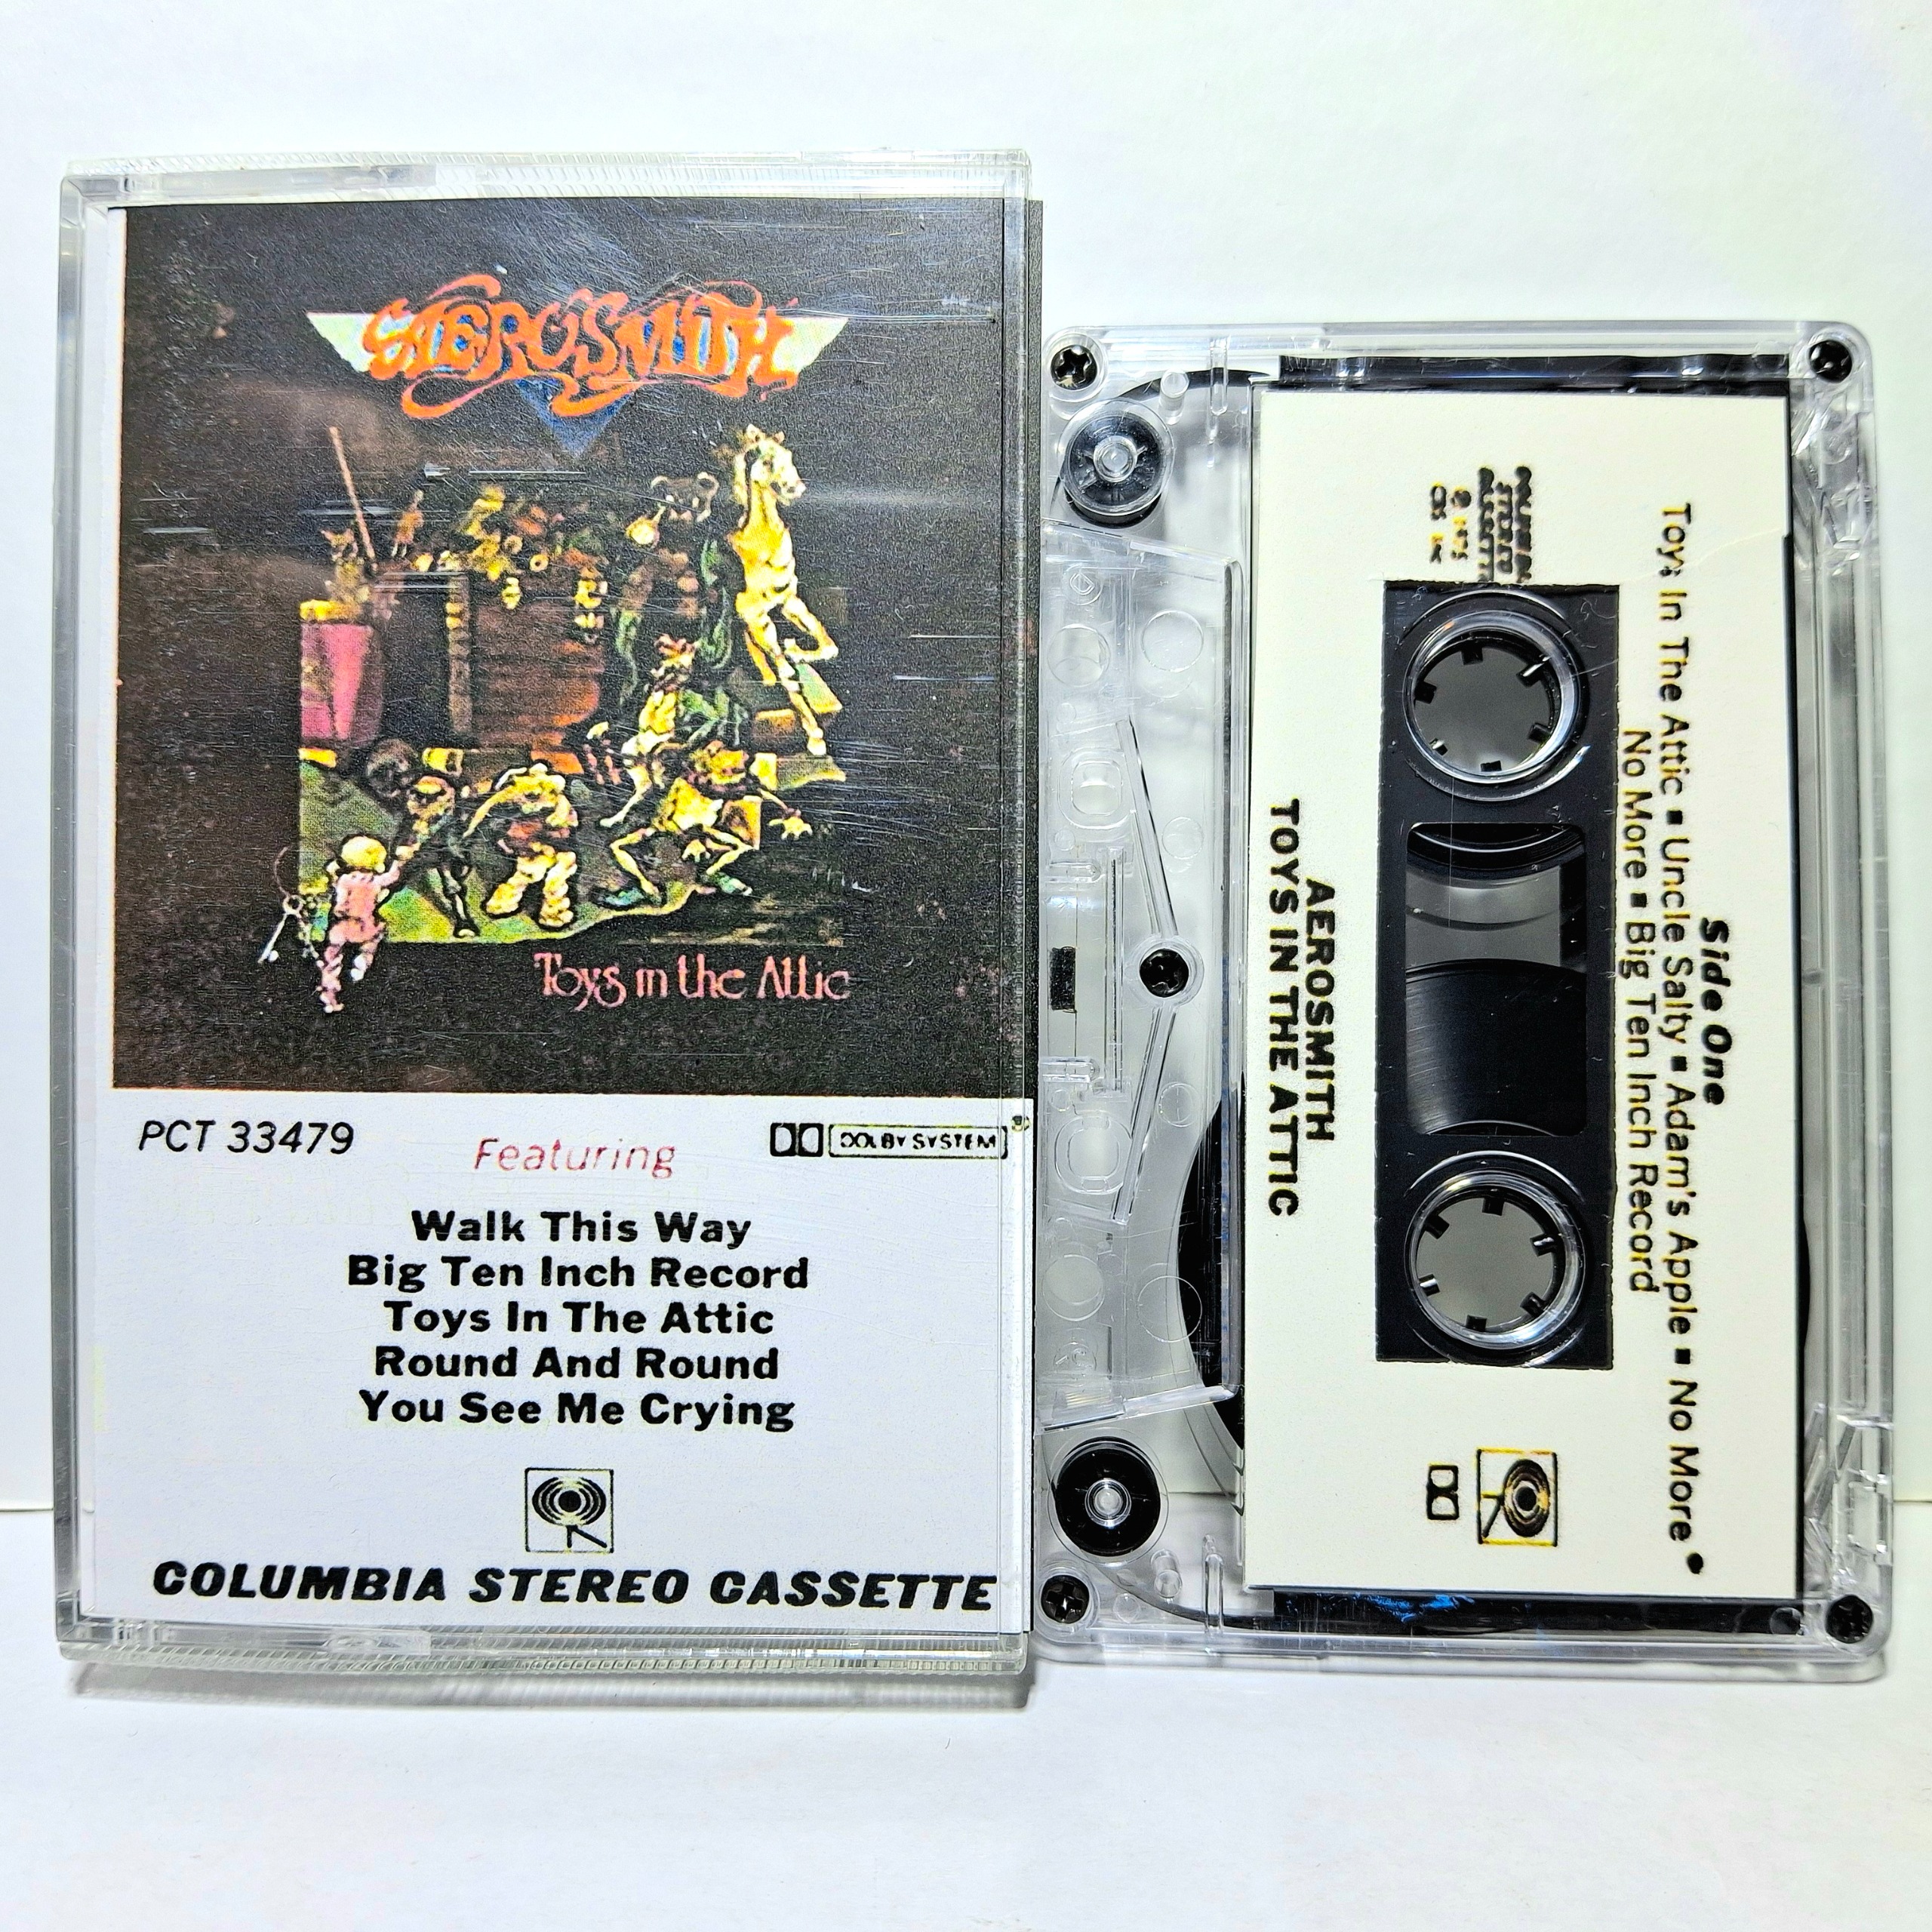 AEROSMITH
Toys in the Attic
PCT 33479
Featuring
DOLBY SYSTEM
Walk This Way
Big Ten Inch Record
Toys In The Attic
Round And Round
You See Me Crying
COLUMBIA STEREO CASSETTE
Side One
Toys In The Attic ▪ Uncle Salty ▪ Adam's Apple ▪ No More
No More ▪ Big Ten Inch Record
AEROSMITH
TOYS IN THE ATTIC